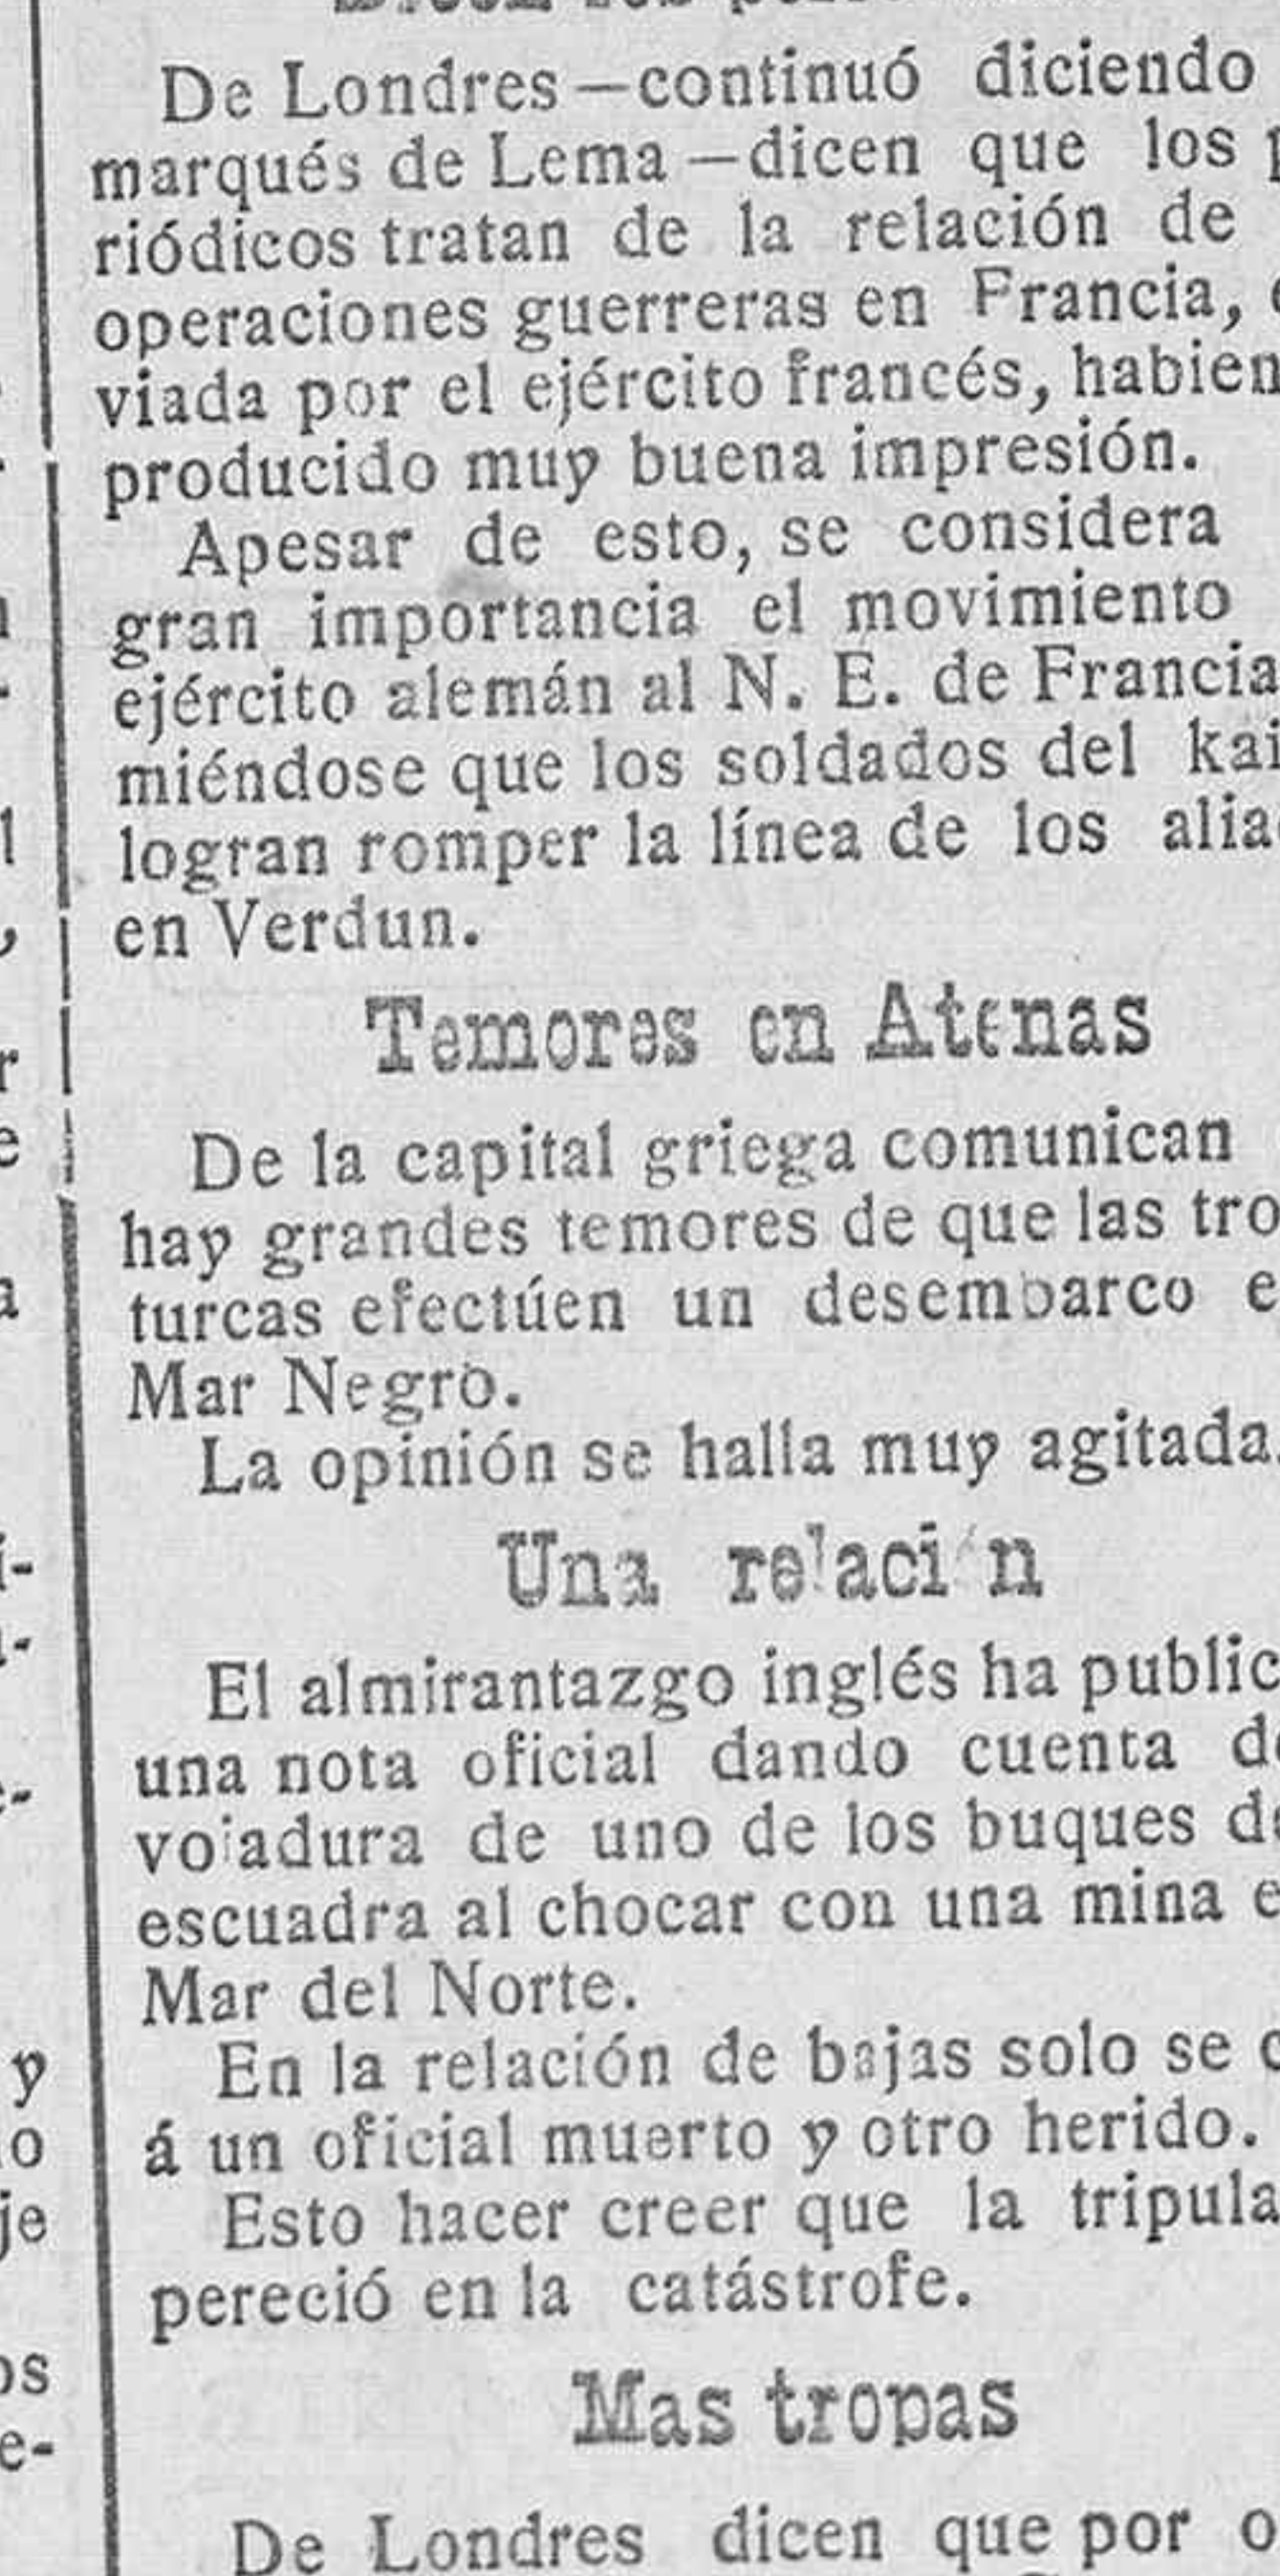 De Londres—continuó diciendo
marqués de Lema—dicen que los
riódicos tratan de la relación de
operaciones guerreras en Francia,
viada por el ejército francés, habien
producido muy buena impresión.
Apesar de esto, se considera
gran importancia el movimiento
ejército alemán al N. E. de Francia
miéndose que los soldados del kai
logran romper la línea de los alia
en Verdun.
Temores en Atenas
De la capital griega comunican
hay grandes temores de que las tro
turcas efectúen un desembarco e
Mar Negro.
La opinión se halla muy agitada.
Una relación
El almirantazgo inglés ha public
una nota oficial dando cuenta de
voladura de uno de los buques de
escuadra al chocar con una mina e
Mar del Norte.
En la relación de bajas solo se c
á un oficial muerto y otro herido.
Esto hacer creer que la tripula
pereció en la catástrofe.
Mas tropas
De Londres dicen que por o